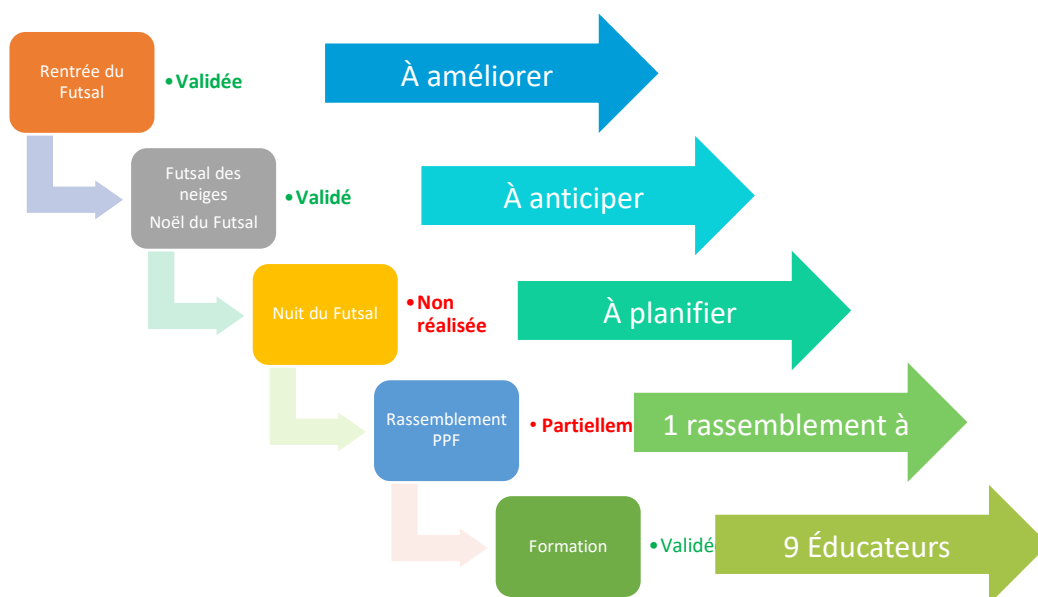 Rentrée du
Futsal
•Validée
À améliorer
Futsal des
neiges
Noël du Futsal
•Validé
À anticiper
Nuit du Futsal
•Non
réalisée
À planifier
Rassemblement
PPF
• Partiellem
1 rassemblement à
Formation
•Validé
9 Éducateurs